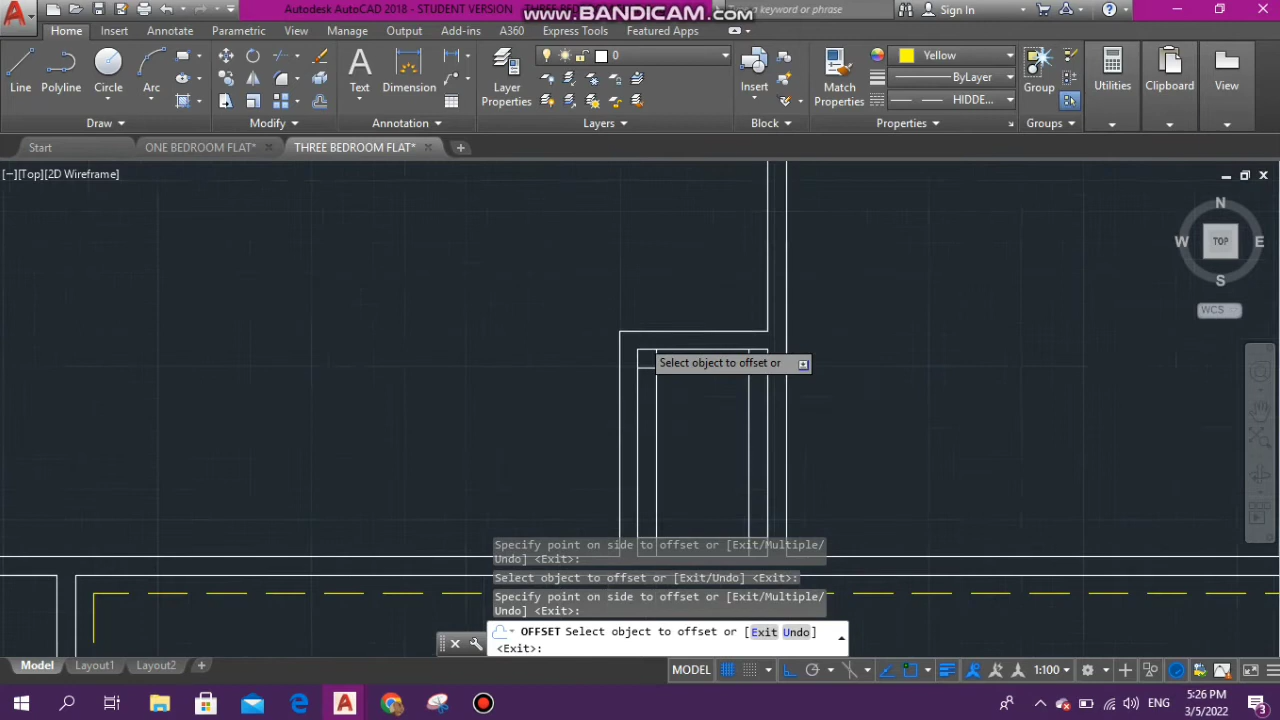 Autodesk AutoCAD 2018 - STUDENT VERSION
www.BANDICAM.com
Type a keyword or phrase
Sign In
Home Insert Annotate Parametric View Manage Output Add-ins A360 Express Tools Featured Apps
0
Yellow
ByLayer
HIDDE...
Line Polyline Circle Arc
Text Dimension
Layer Properties
Insert
Match Properties
Group
Utilities
Clipboard
View
Draw Modify Annotation Layers Block Properties Groups
Start ONE BEDROOM FLAT* THREE BEDROOM FLAT*
[−][Top][2D Wireframe]
N
W TOP E
S
WCS
Select object to offset or
Specify point on side to offset or [Exit/Multiple/
Undo] <Exit>:
Select object to offset or [Exit/Undo] <Exit>:
Specify point on side to offset or [Exit/Multiple/
Undo] <Exit>:
OFFSET Select object to offset or [Exit Undo]
<Exit>:
Model Layout1 Layout2
MODEL 1:100
ENG
5:26 PM
3/5/2022
3